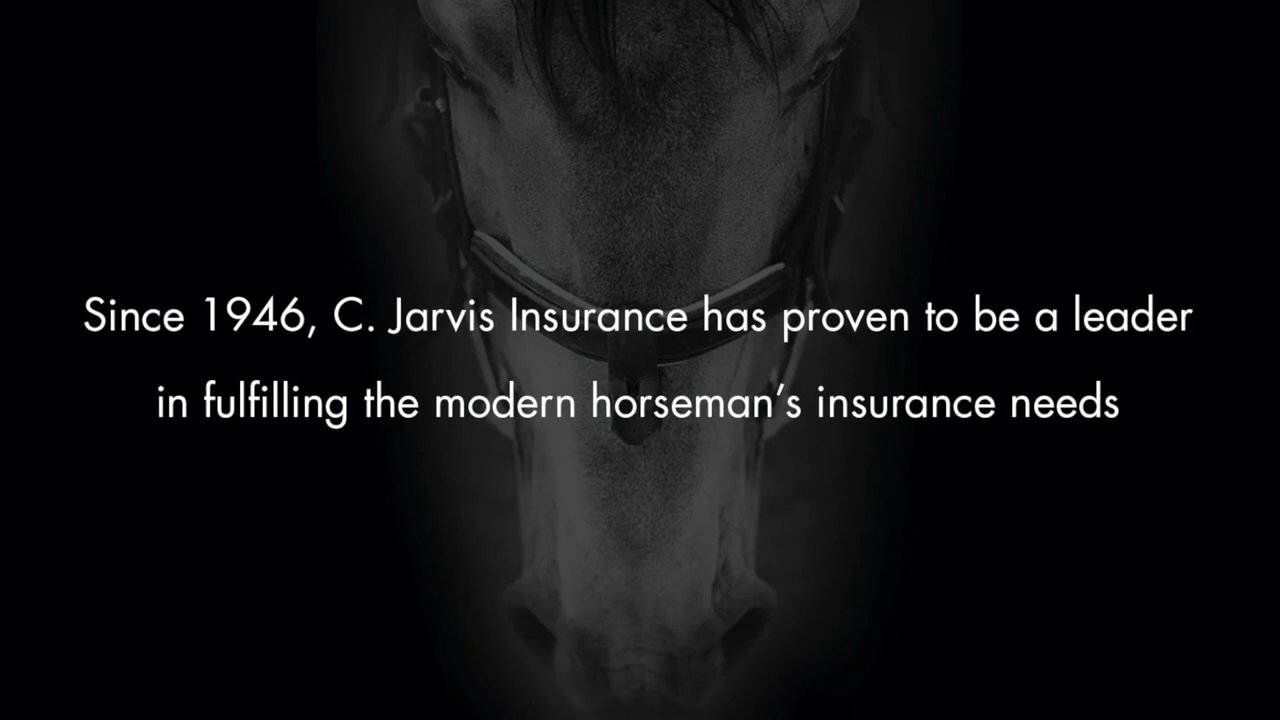 Since 1946, C. Jarvis Insurance has proven to be a leader
in fulfilling the modern horseman’s insurance needs